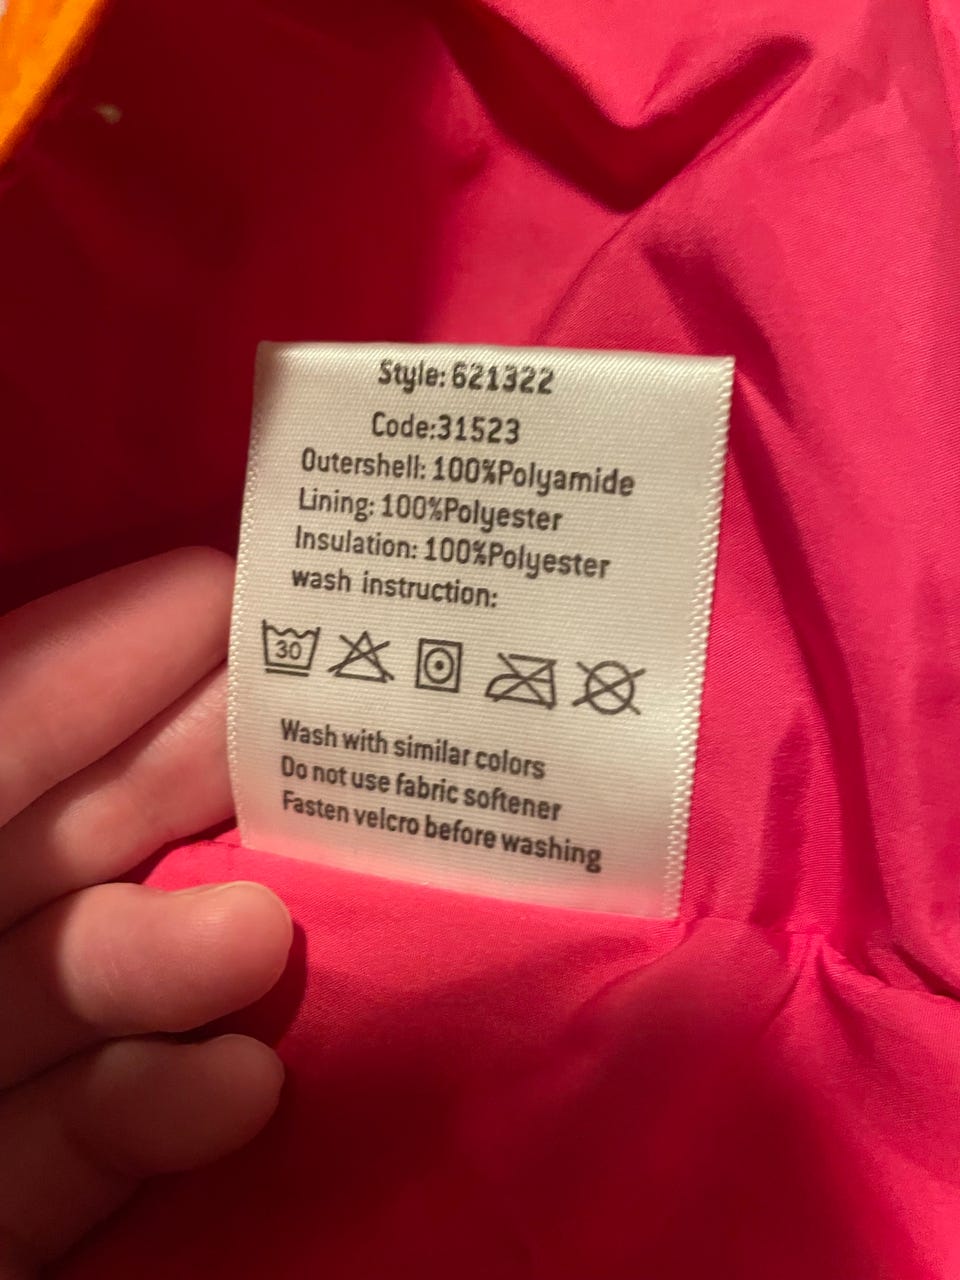 Style: 621322
Code:31523
Outershell: 100%Polyamide
Lining: 100%Polyester
Insulation: 100%Polyester
wash instruction:
30
Wash with similar colors
Do not use fabric softener
Fasten velcro before washing